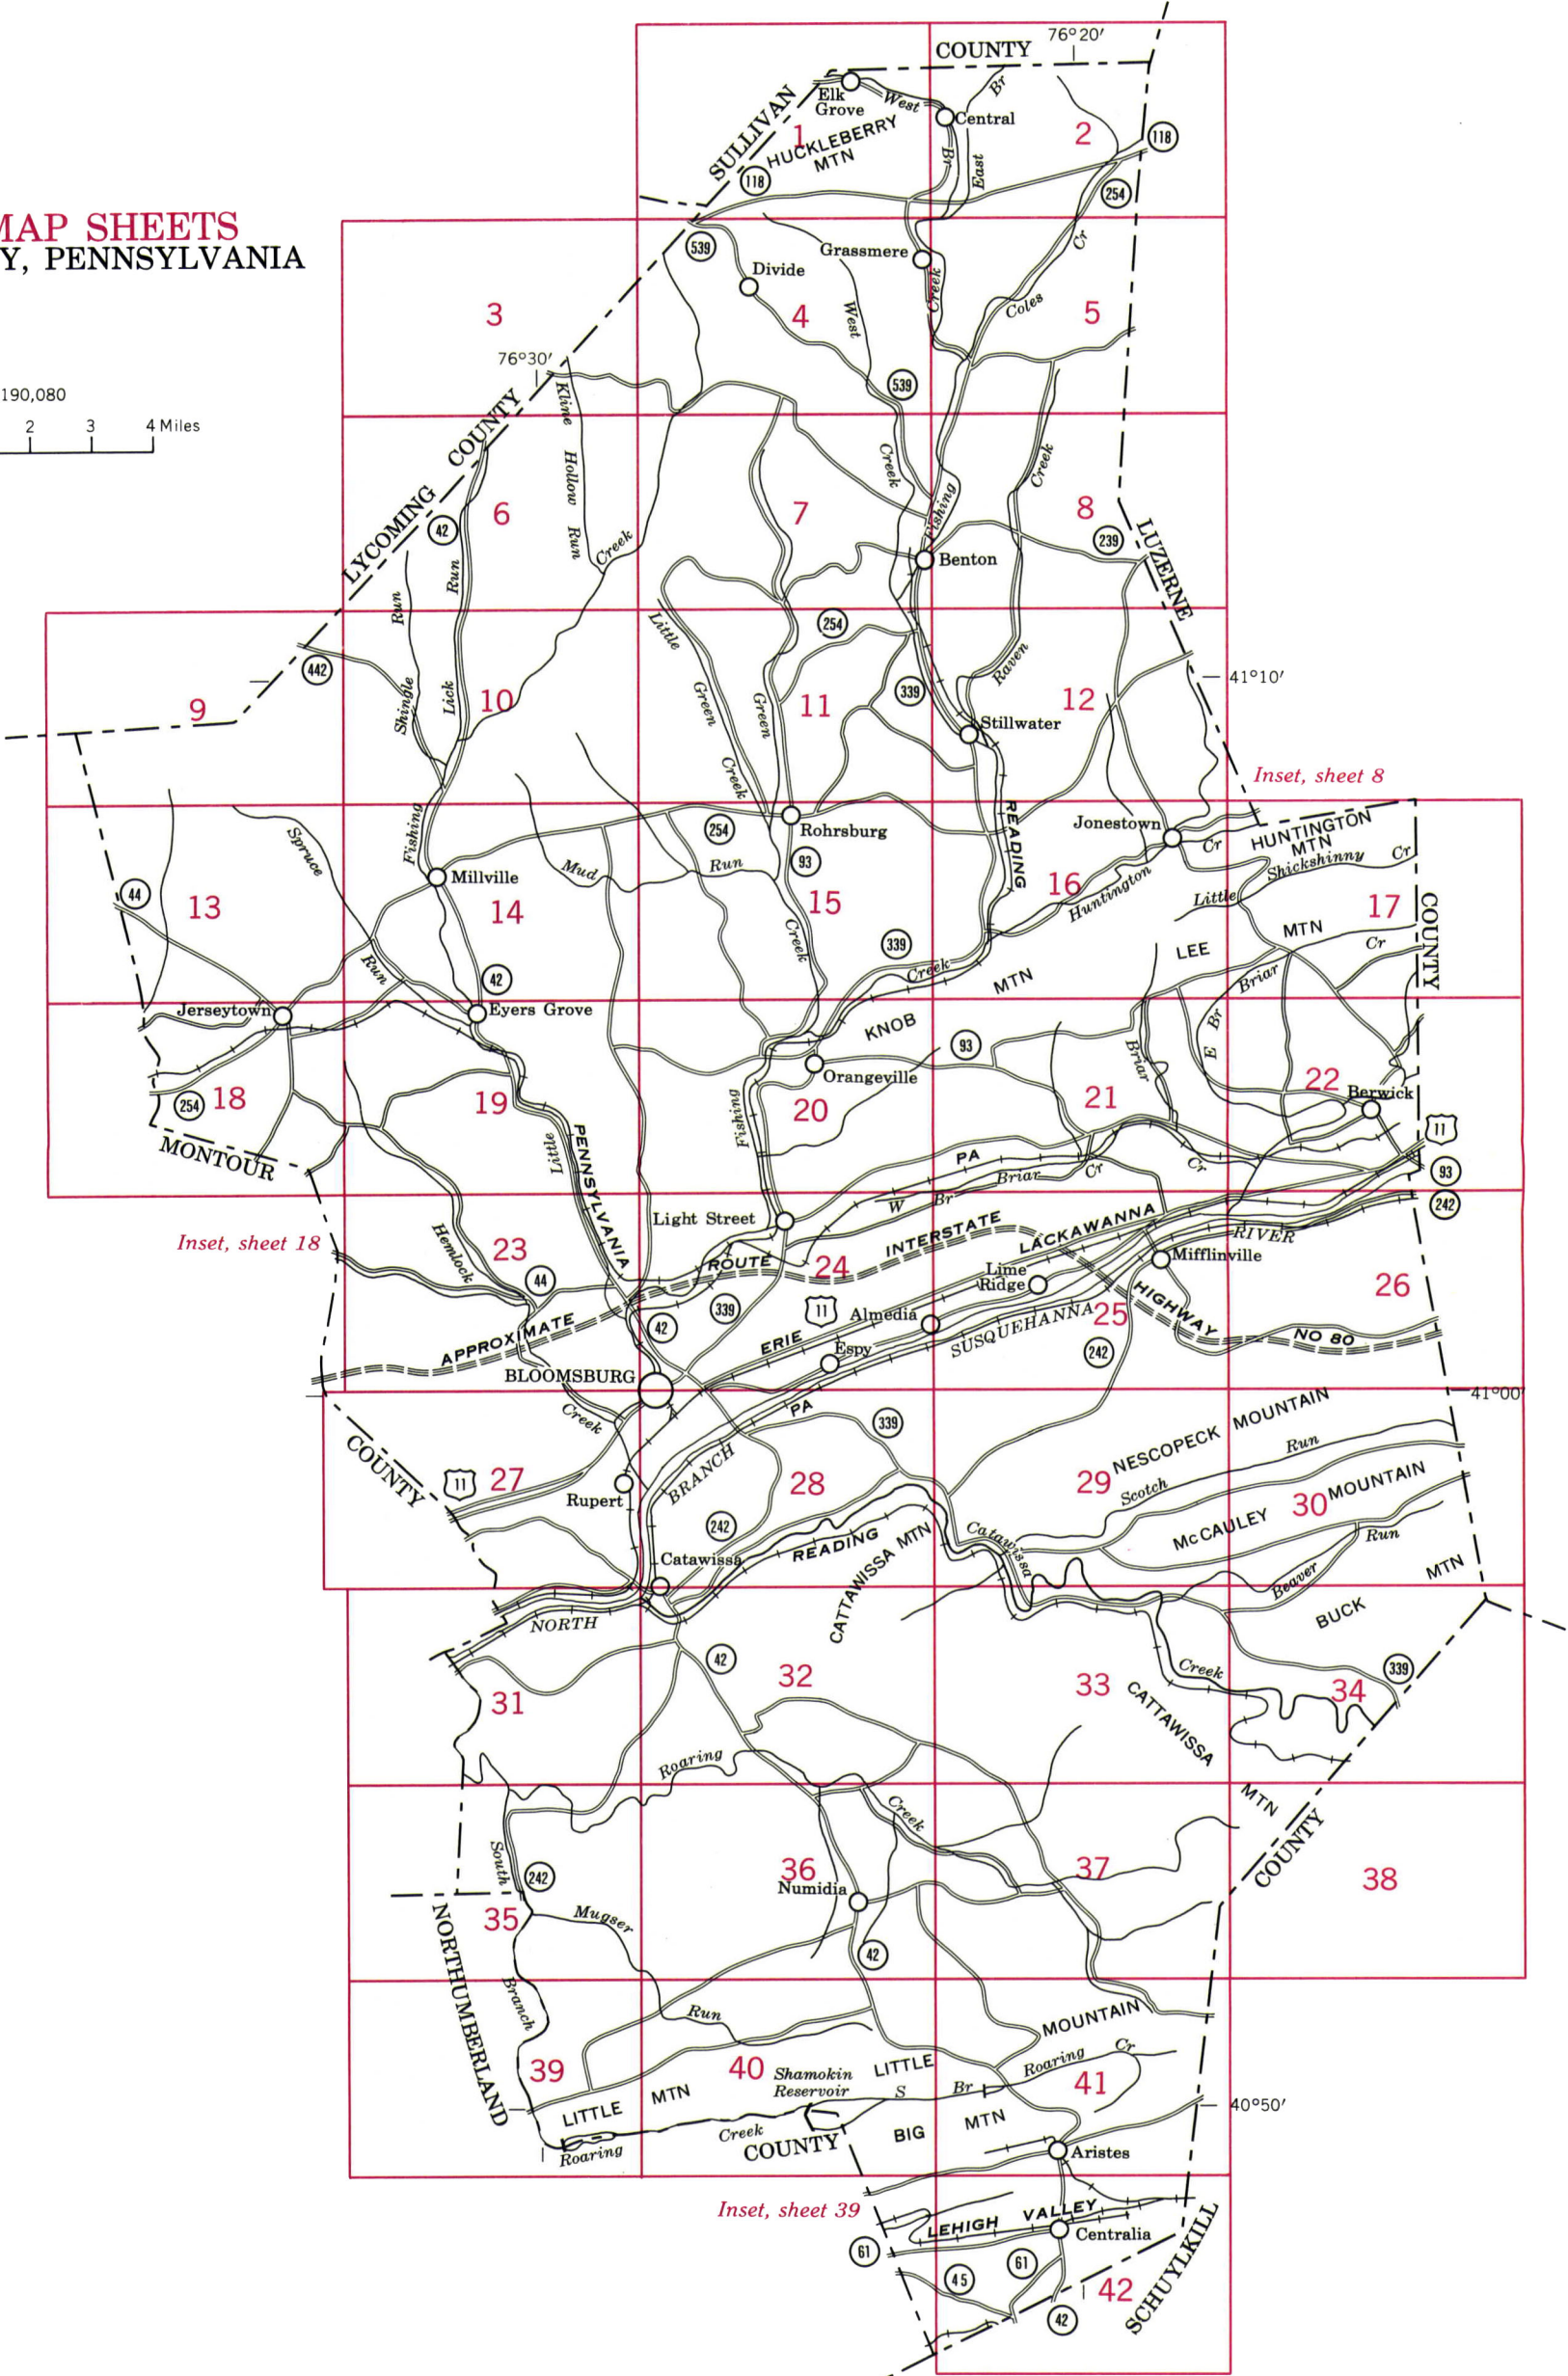 MAP SHEETS
Y, PENNSYLVANIA
190,080
2 3 4 Miles
COUNTY
76°20′
SULLIVAN
Elk
Grove
West
Br
Central
1
2
HUCKLEBERRY
MTN
Br
East
118
118
254
539
Grassmere
Divide
Creek
Cr
Coles
3
4
5
West
76°30′
539
Kline
Hollow
Run
COUNTY
LYCOMING
42
Run
6
7
8
Creek
Creek
Fishing
Creek
239
Benton
LUZERNE
Run
254
Little
442
Shingle
Lick
339
Raven
41°10′
9
10
11
12
Green
Green
Stillwater
Creek
Inset, sheet 8
Fishing
READING
Spruce
254
Rohrsburg
Jonestown
Cr
HUNTINGTON
MTN
Shickshinny
Cr
Mud
Run
93
Millville
44
13
14
15
16
17
Huntington
Little
COUNTY
Creek
339
LEE
MTN
Cr
Run
42
Creek
MTN
Briar
Jerseytown
Eyers Grove
KNOB
93
Br
E
Briar
Orangeville
18
19
20
21
22
254
Berwick
Fishing
11
MONTOUR
Little
PENNSYLVANIA
PA
Briar
Cr
Cr
93
W
Br
242
Light Street
Hemlock
Inset, sheet 18
23
24
25
26
ROUTE
INTERSTATE
LACKAWANNA
RIVER
Mifflinville
44
Lime
Ridge
339
11
Almedia
HIGHWAY
NO 80
APPROXIMATE
42
ERIE
Espy
SUSQUEHANNA
242
BLOOMSBURG
41°00′
Creek
PA
339
NESCOPECK MOUNTAIN
COUNTY
11
27
28
29
30
BRANCH
Scotch
Run
Rupert
MOUNTAIN
McCAULEY
242
READING
Catawissa
Run
Catawissa
CATTAWISSA MTN
Beaver
MTN
NORTH
BUCK
42
Creek
339
31
32
33
34
CATTAWISSA
MTN
Roaring
Creek
COUNTY
South
242
35
36
37
38
Numidia
Mugser
42
NORTHUMBERLAND
Branch
Run
MOUNTAIN
39
40
41
Shamokin
Reservoir
LITTLE
Roaring
Cr
S
Br
LITTLE
MTN
40°50′
Creek
COUNTY
BIG
MTN
Roaring
Aristes
Inset, sheet 39
LEHIGH
VALLEY
Centralia
61
61
45
42
42
SCHUYLKILL